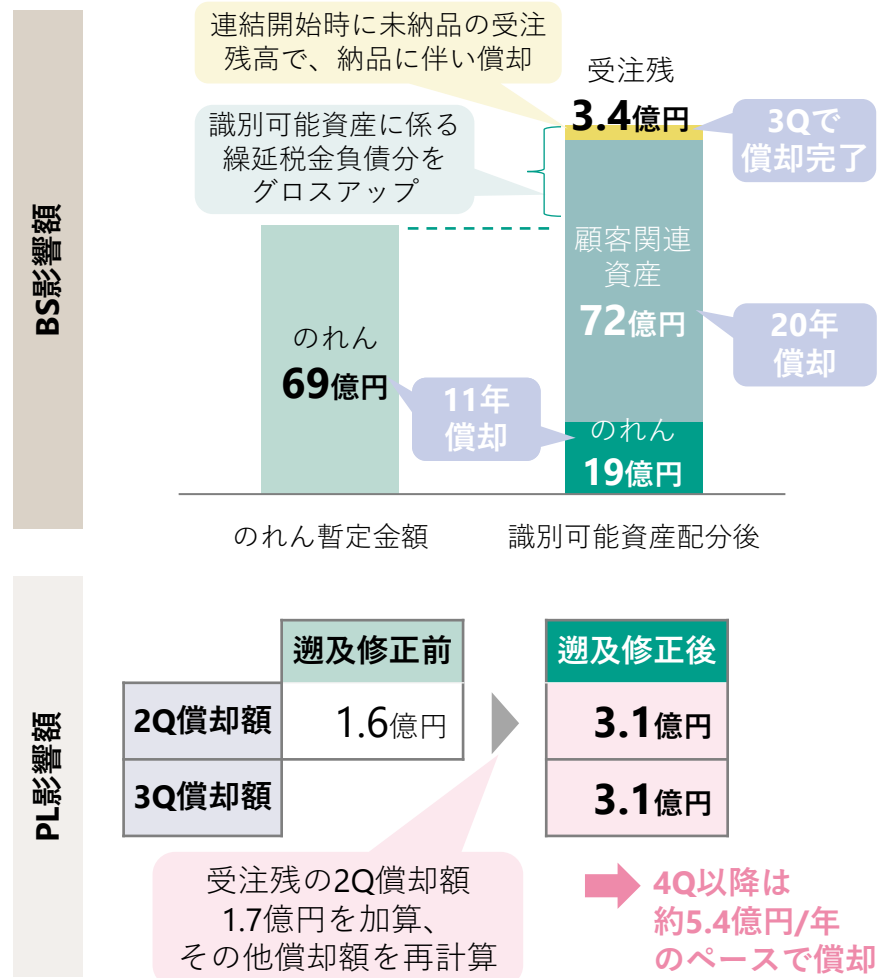 連結開始時に未納品の受注
残高で、納品に伴い償却
受注残
3.4億円
3Qで
償却完了
識別可能資産に係る
繰延税金負債分を
グロスアップ
BS影響額
顧客関連
資産
72億円
20年
償却
のれん
69億円
11年
償却
のれん
19億円
のれん暫定金額
識別可能資産配分後
PL影響額
遡及修正前
遡及修正後
2Q償却額
1.6億円
3.1億円
3Q償却額
3.1億円
受注残の2Q償却額
1.7億円を加算、
その他償却額を再計算
4Q以降は
約5.4億円/年
のペースで償却